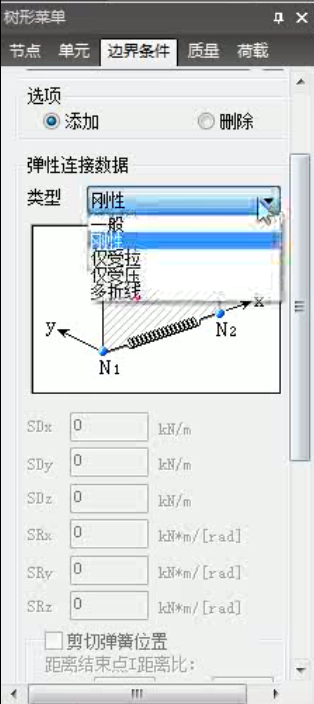 树形菜单
节点 单元 边界条件 质量 荷载
选项
添加 删除
弹性连接数据
类型 刚性
一般
刚性
仅受拉
仅受压
多折线
x
y
N2
N1
SDx 0 kN/m
SDy 0 kN/m
SDz 0 kN/m
SRx 0 kN*m/[rad]
SRy 0 kN*m/[rad]
SRz 0 kN*m/[rad]
剪切弹簧位置
距离结束点I距离比: